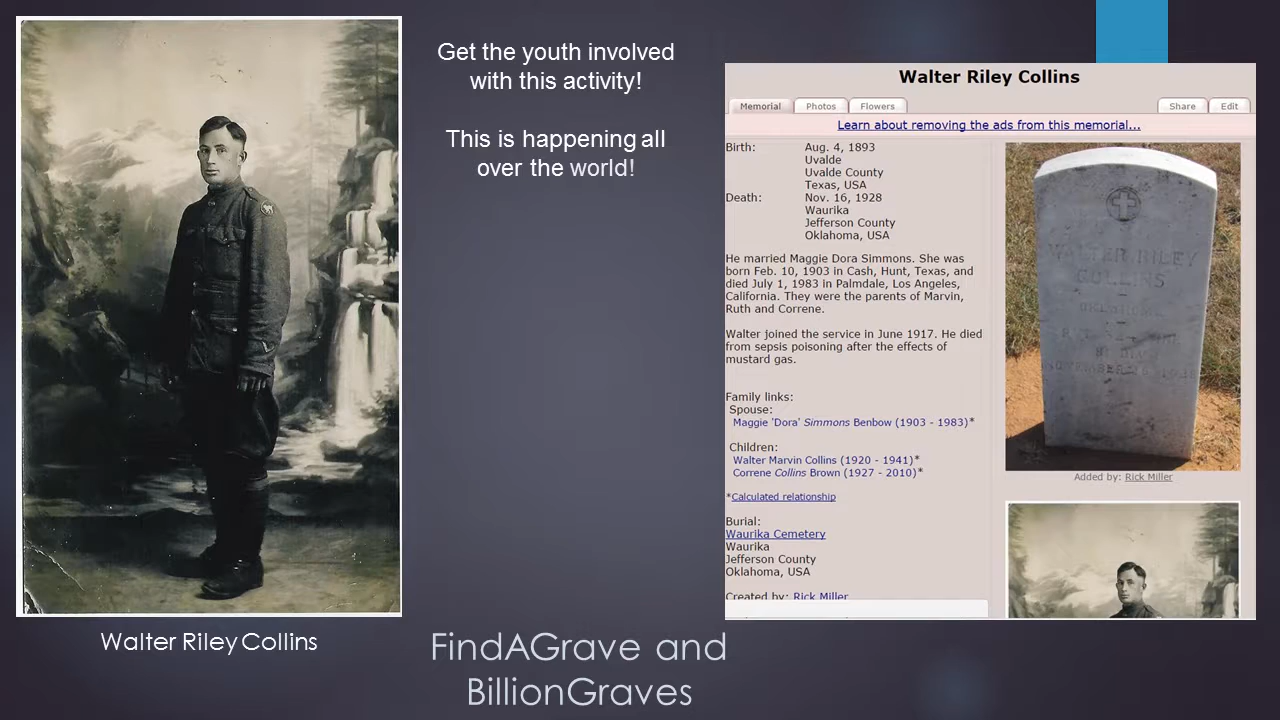 Get the youth involved
with this activity!
This is happening all
over the world!
Walter Riley Collins
FindAGrave and
BillionGraves
Walter Riley Collins
Memorial
Photos
Flowers
Share
Edit
Learn about removing the ads from this memorial...
Birth: Aug. 4, 1893
Uvalde
Uvalde County
Texas, USA
Death: Nov. 16, 1928
Waurika
Jefferson County
Oklahoma, USA
He married Maggie Dora Simmons. She was
born Feb. 10, 1903 in Cash, Hunt, Texas, and
died July 1, 1983 in Palmdale, Los Angeles,
California. They were the parents of Marvin,
Ruth and Correne.
Walter joined the service in June 1917. He died
from sepsis poisoning after the effects of
mustard gas.
Family links:
Spouse:
Maggie 'Dora' Simmons Benbow (1903 - 1983)*
Children:
Walter Marvin Collins (1920 - 1941)*
Correne Collins Brown (1927 - 2010)*
*Calculated relationship
Burial:
Waurika Cemetery
Waurika
Jefferson County
Oklahoma, USA
Created by: Rick Miller
WALTER RILEY
COLLINS
OKLAHOMA
Added by: Rick Miller